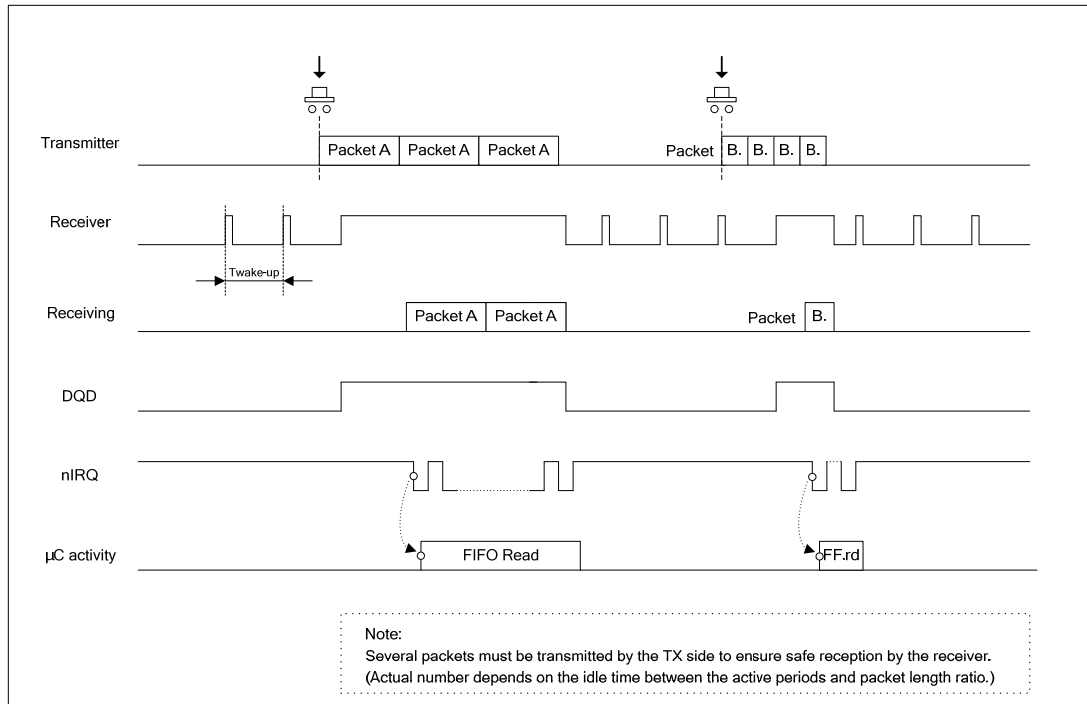 Transmitter
Packet A Packet A Packet A
Packet B. B. B. B.
Receiver
Twake-up
Receiving
Packet A Packet A
Packet B.
DQD
nIRQ
µC activity
FIFO Read
FF.rd
Note:
Several packets must be transmitted by the TX side to ensure safe reception by the receiver.
(Actual number depends on the idle time between the active periods and packet length ratio.)